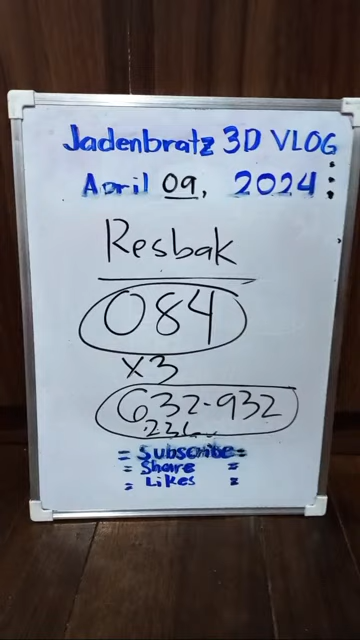 Jadenbratz 3D VLOG
April 09, 2024
Resbak
084
x3
632-932
= Subscribe =
= Share =
= Likes =